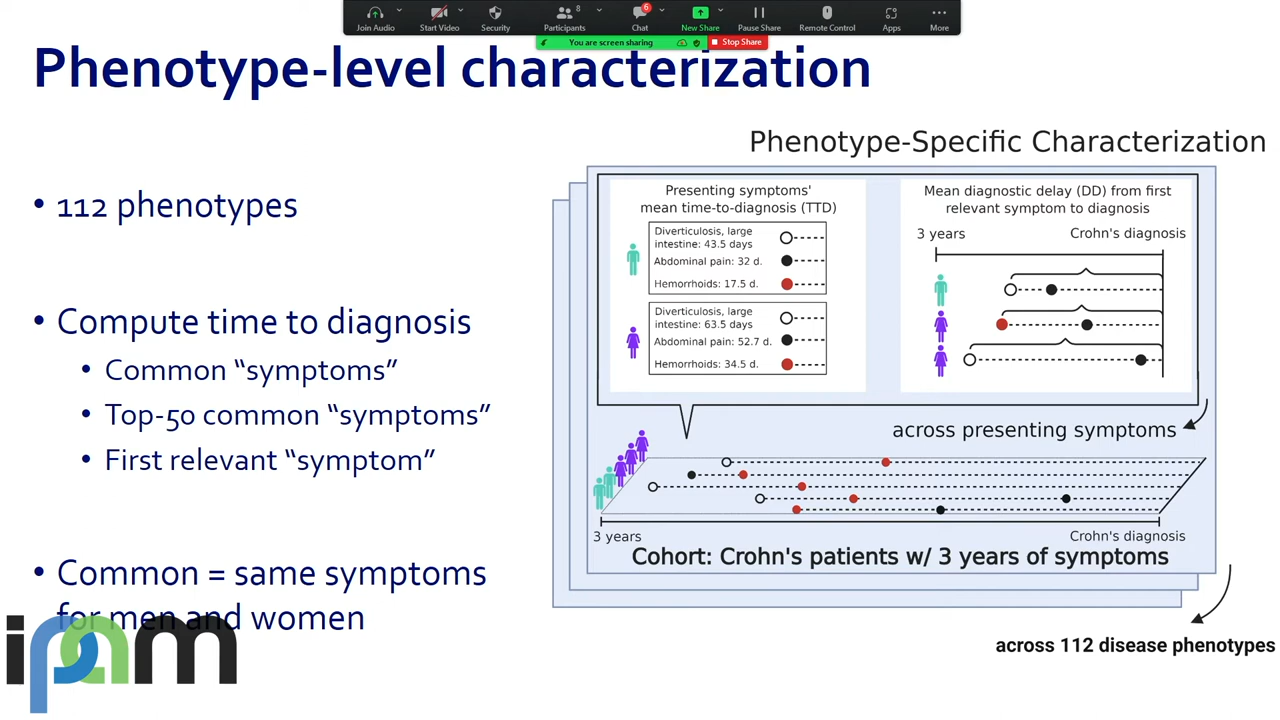 Join Audio
Start Video
Security
8
Participants
6
Chat
New Share
Pause Share
Remote Control
Apps
More
You are screen sharing
Stop Share
Phenotype-level characterization
Phenotype-Specific Characterization
• 112 phenotypes
• Compute time to diagnosis
• Common “symptoms”
• Top-50 common “symptoms”
• First relevant “symptom”
• Common = same symptoms
for men and women
ipam
Presenting symptoms'
mean time-to-diagnosis (TTD)
Diverticulosis, large
intestine: 43.5 days
Abdominal pain: 32 d.
Hemorrhoids: 17.5 d.
Diverticulosis, large
intestine: 63.5 days
Abdominal pain: 52.7 d.
Hemorrhoids: 34.5 d.
Mean diagnostic delay (DD) from first
relevant symptom to diagnosis
3 years
Crohn's diagnosis
across presenting symptoms
3 years
Crohn's diagnosis
Cohort: Crohn's patients w/ 3 years of symptoms
across 112 disease phenotypes